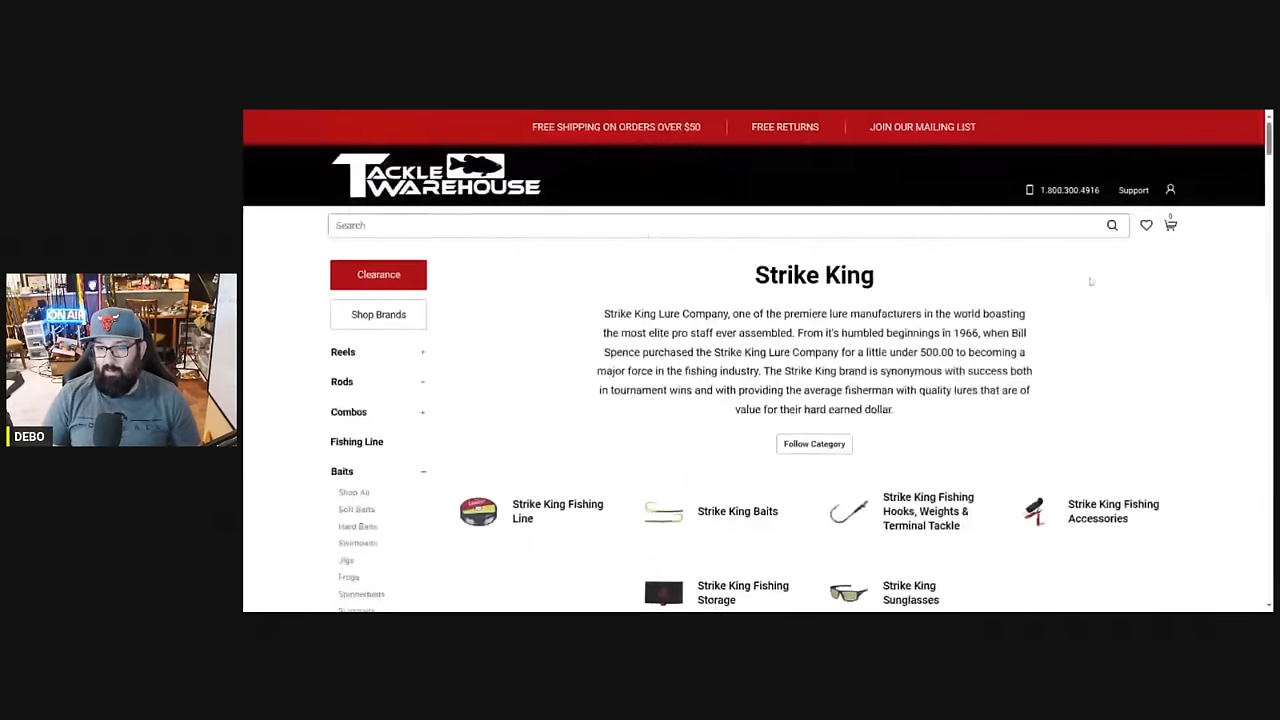 FREE SHIPPING ON ORDERS OVER $50
FREE RETURNS
JOIN OUR MAILING LIST
TACKLE
WAREHOUSE
1.800.300.4916
Support
Search
0
Clearance
Shop Brands
Reels +
Rods
Combos +
Fishing Line
Baits −
Shop All
Soft Baits
Hard Baits
Swimbaits
Jigs
Frogs
Spinnerbaits
Strike King
Strike King Lure Company, one of the premiere lure manufacturers in the world boasting
the most elite pro staff ever assembled. From it's humbled beginnings in 1966, when Bill
Spence purchased the Strike King Lure Company for a little under 500.00 to becoming a
major force in the fishing industry. The Strike King brand is synonymous with success both
in tournament wins and with providing the average fisherman with quality lures that are of
value for their hard earned dollar.
Follow Category
Strike King Fishing
Line
Strike King Baits
Strike King Fishing
Hooks, Weights &
Terminal Tackle
Strike King Fishing
Accessories
Strike King Fishing
Storage
Strike King
Sunglasses
ON AIR
DEBO